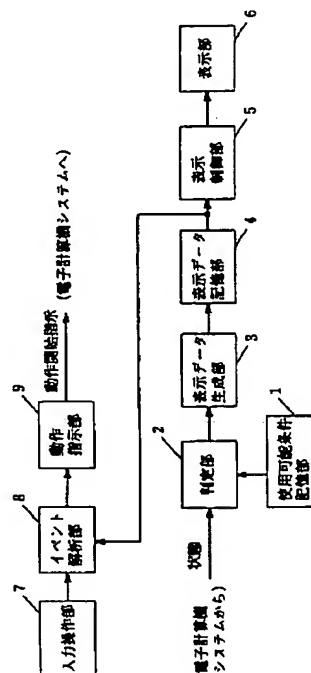 7
入力操作部
8
イベント
解析部
9
動作
指示部
動作開始指示
(電子計算機システムへ)
電子計算機
システムから)
状態
2
判定部
1
使用可能条件
記憶部
3
表示データ
生成部
4
表示データ
記憶部
5
表示
制御部
6
表示部